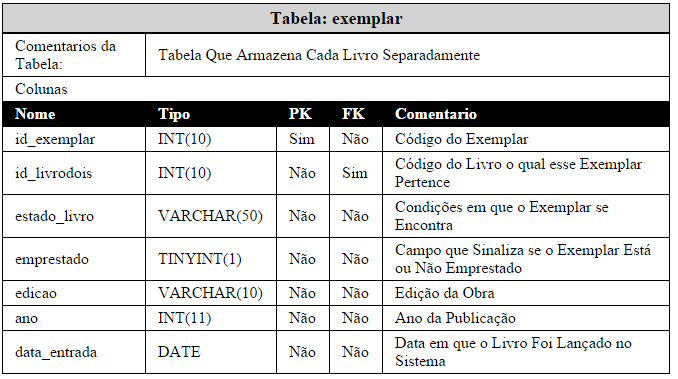 Tabela: exemplar
Comentarios da Tabela: Tabela Que Armazena Cada Livro Separadamente
Colunas
Nome Tipo PK FK Comentario
id_exemplar INT(10) Sim Não Código do Exemplar
id_livrodois INT(10) Não Sim Código do Livro o qual esse Exemplar
Pertence
estado_livro VARCHAR(50) Não Não Condições em que o Exemplar se
Encontra
emprestado TINYINT(1) Não Não Campo que Sinaliza se o Exemplar Está
ou Não Emprestado
edicao VARCHAR(10) Não Não Edição da Obra
ano INT(11) Não Não Ano da Publicação
data_entrada DATE Não Não Data em que o Livro Foi Lançado no
Sistema